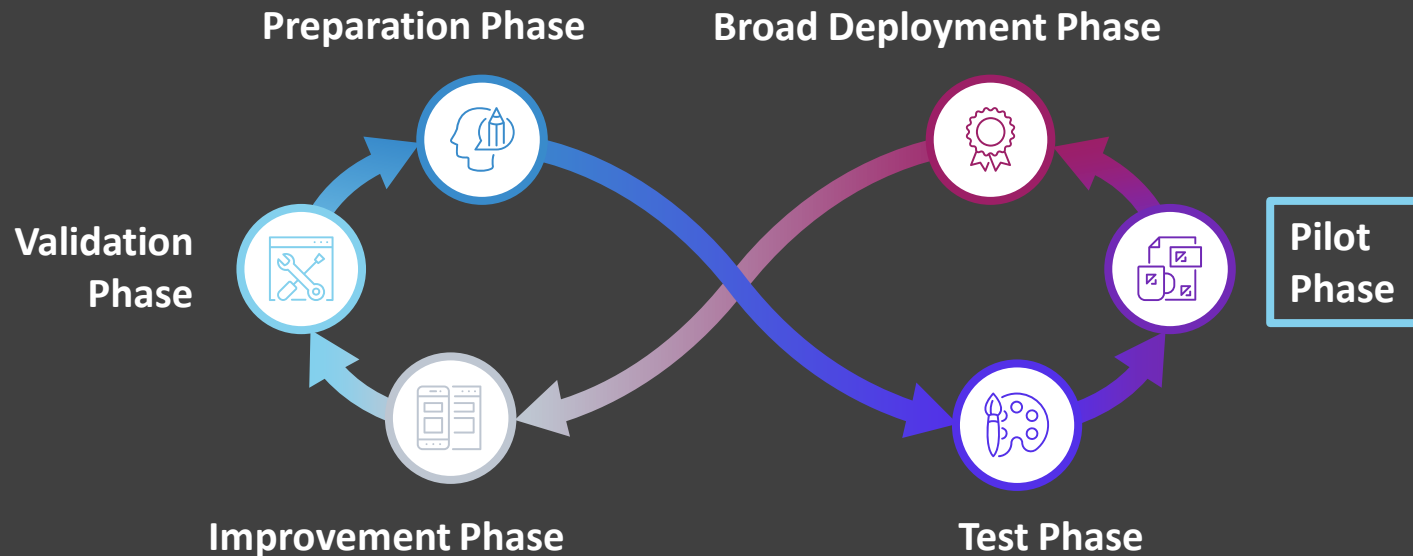 Preparation Phase
Broad Deployment Phase
Validation
Phase
Pilot
Phase
Improvement Phase
Test Phase